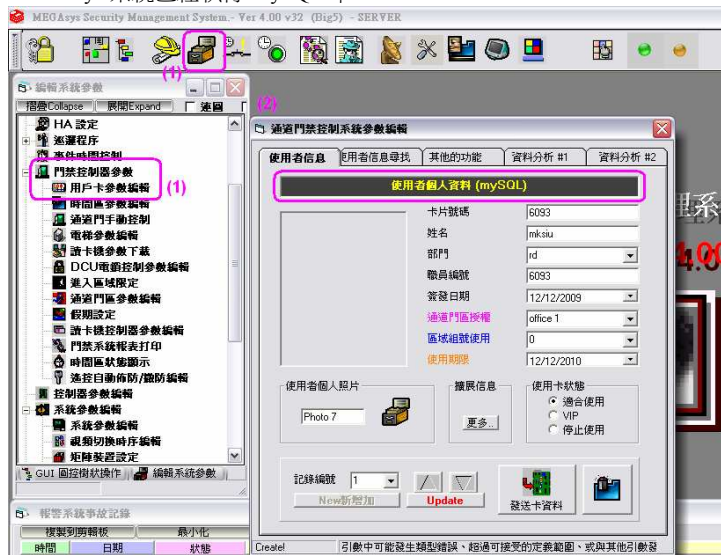 MEGAsys Security Management System.- Ver 4.00 v32 (Big5) - SERVER
(1)
編輯系統參數
摺疊Collapse
展開Expand
連圖
HA 設定
巡邏程序
事件時間控制
門禁控制器參數
用戶卡參數編輯
(1)
時間區參數編輯
通道門手動控制
電梯參數編輯
讀卡機參數下載
DCU電鎖控制參數編輯
進入區域限定
通道門區參數編輯
假期設定
讀卡機控制器參數編輯
門禁系統報表打印
時間區狀態顯示
遙控自動佈防/撤防編輯
控制器參數編輯
系統參數編輯
系統參數編輯
視頻切換時序編輯
矩陣裝置設定
GUI 圖控樹狀操作
編輯系統參數
報警系統事故記錄
複製到剪輯板
最小化
時間
日期
狀態
(2)
通道門禁控制系統參數編輯
使用者信息
使用者信息尋找
其他的功能
資料分析 #1
資料分析 #2
使用者個人資料 (mySQL)
卡片號碼
6093
姓名
mksiu
部門
rd
職員編號
6093
簽發日期
12/12/2009
通道門區授權
office 1
區域組號使用
0
使用期限
12/12/2010
使用者個人照片
Photo 7
擴展信息
更多..
使用卡狀態
適合使用
VIP
停止使用
記錄編號
1
New新增加
Update
發送卡資料
Create!
引數中可能發生類型錯誤、超過可接受的定義範圍、或與其他引數發